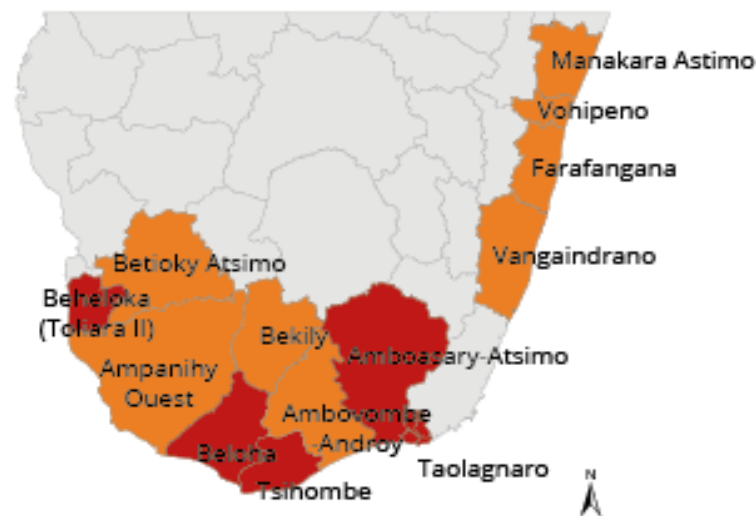 Manakara Astimo
Vohipeno
Farafangana
Vangaindrano
Betioky Atsimo
Beheloka
(Toliara II)
Bekily
Amboasary-Atsimo
Ampanihy
Ouest
Ambovombe
-Androy
Beloha
Taolagnaro
Tsihombe
N